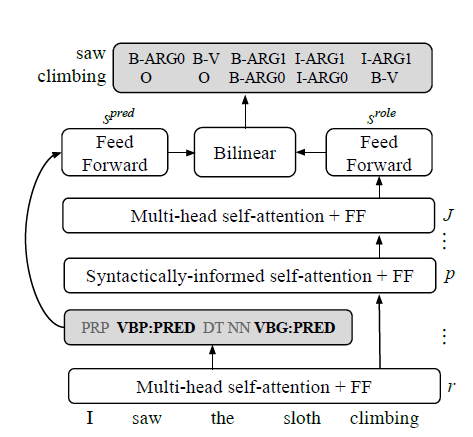 saw B-ARG0 B-V B-ARG1 I-ARG1 I-ARG1
climbing O O B-ARG0 I-ARG0 B-V
spred srole
Feed Forward Bilinear Feed Forward
Multi-head self-attention + FF J
⋮
Syntactically-informed self-attention + FF p
PRP VBP:PRED DT NN VBG:PRED ⋮
Multi-head self-attention + FF r
I saw the sloth climbing